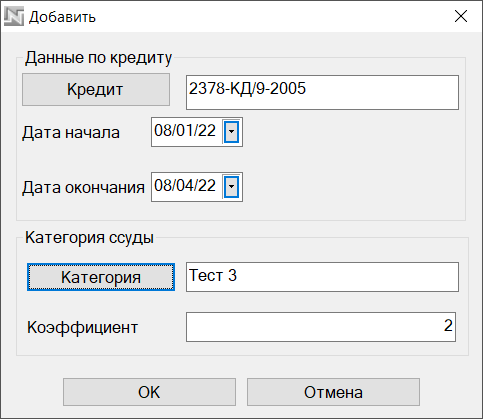 Добавить
Данные по кредиту
Кредит 2378-КД/9-2005
Дата начала 08/01/22
Дата окончания 08/04/22
Категория ссуды
Категория Тест 3
Коэффициент 2
OK Отмена